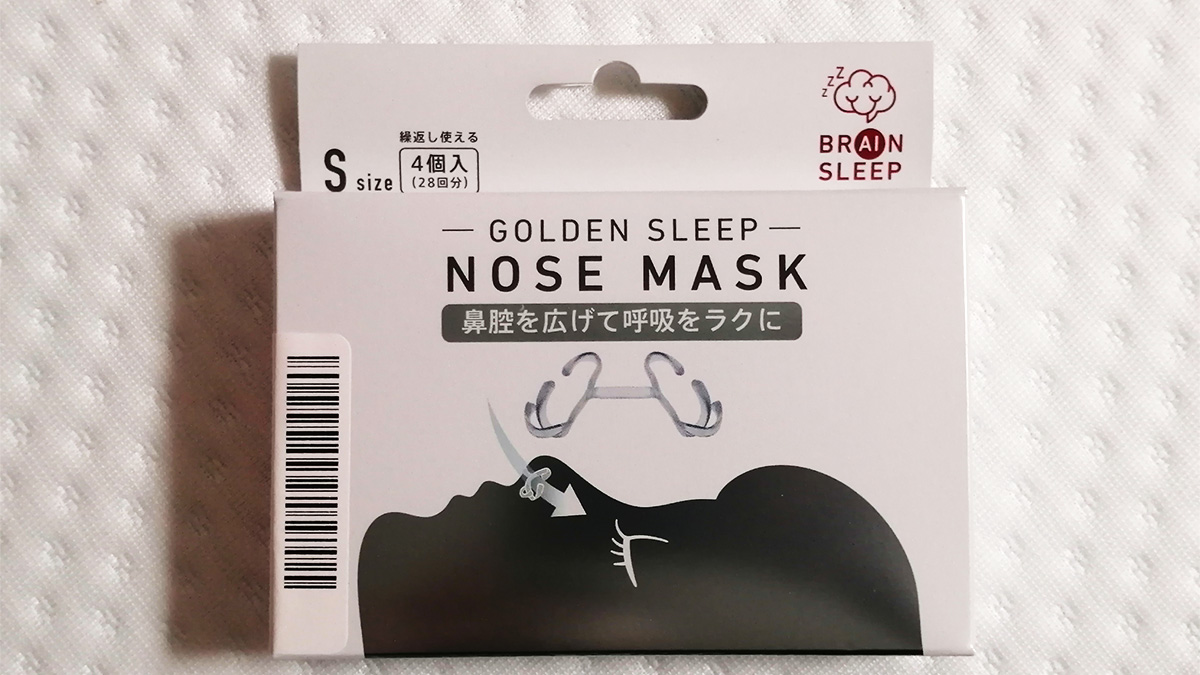 繰返し使える
S size
4個入
(28回分)
zzz
BRAIN
SLEEP
GOLDEN SLEEP
NOSE MASK
鼻腔を広げて呼吸をラクに